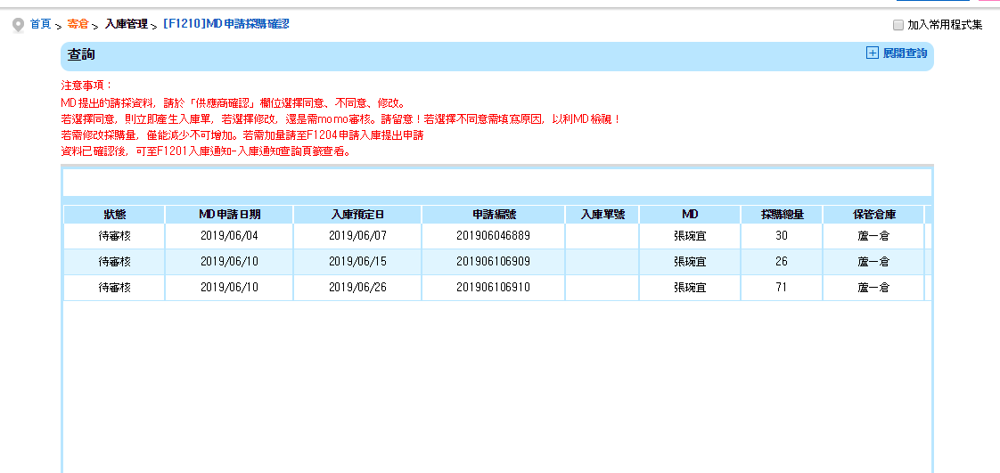 首頁 > 寄倉 > 入庫管理 > [F1210]MD申請採購確認
加入常用程式集
查詢
展開查詢
注意事項：
MD提出的請採資料，請於「供應商確認」欄位選擇同意、不同意、修改。
若選擇同意，則立即產生入庫單，若選擇修改，還是需momo審核。請留意！若選擇不同意需填寫原因，以利MD檢視！
若需修改採購量，僅能減少不可增加。若需加量請至F1204申請入庫提出申請
資料已確認後，可至F1201入庫通知-入庫通知查詢頁籤查看。
狀態 MD申請日期 入庫預定日 申請編號 入庫單號 MD 採購總量 保管倉庫
待審核 2019/06/04 2019/06/07 201906046889 張琬宜 30 蘆一倉
待審核 2019/06/10 2019/06/15 201906106909 張琬宜 26 蘆一倉
待審核 2019/06/10 2019/06/26 201906106910 張琬宜 71 蘆一倉